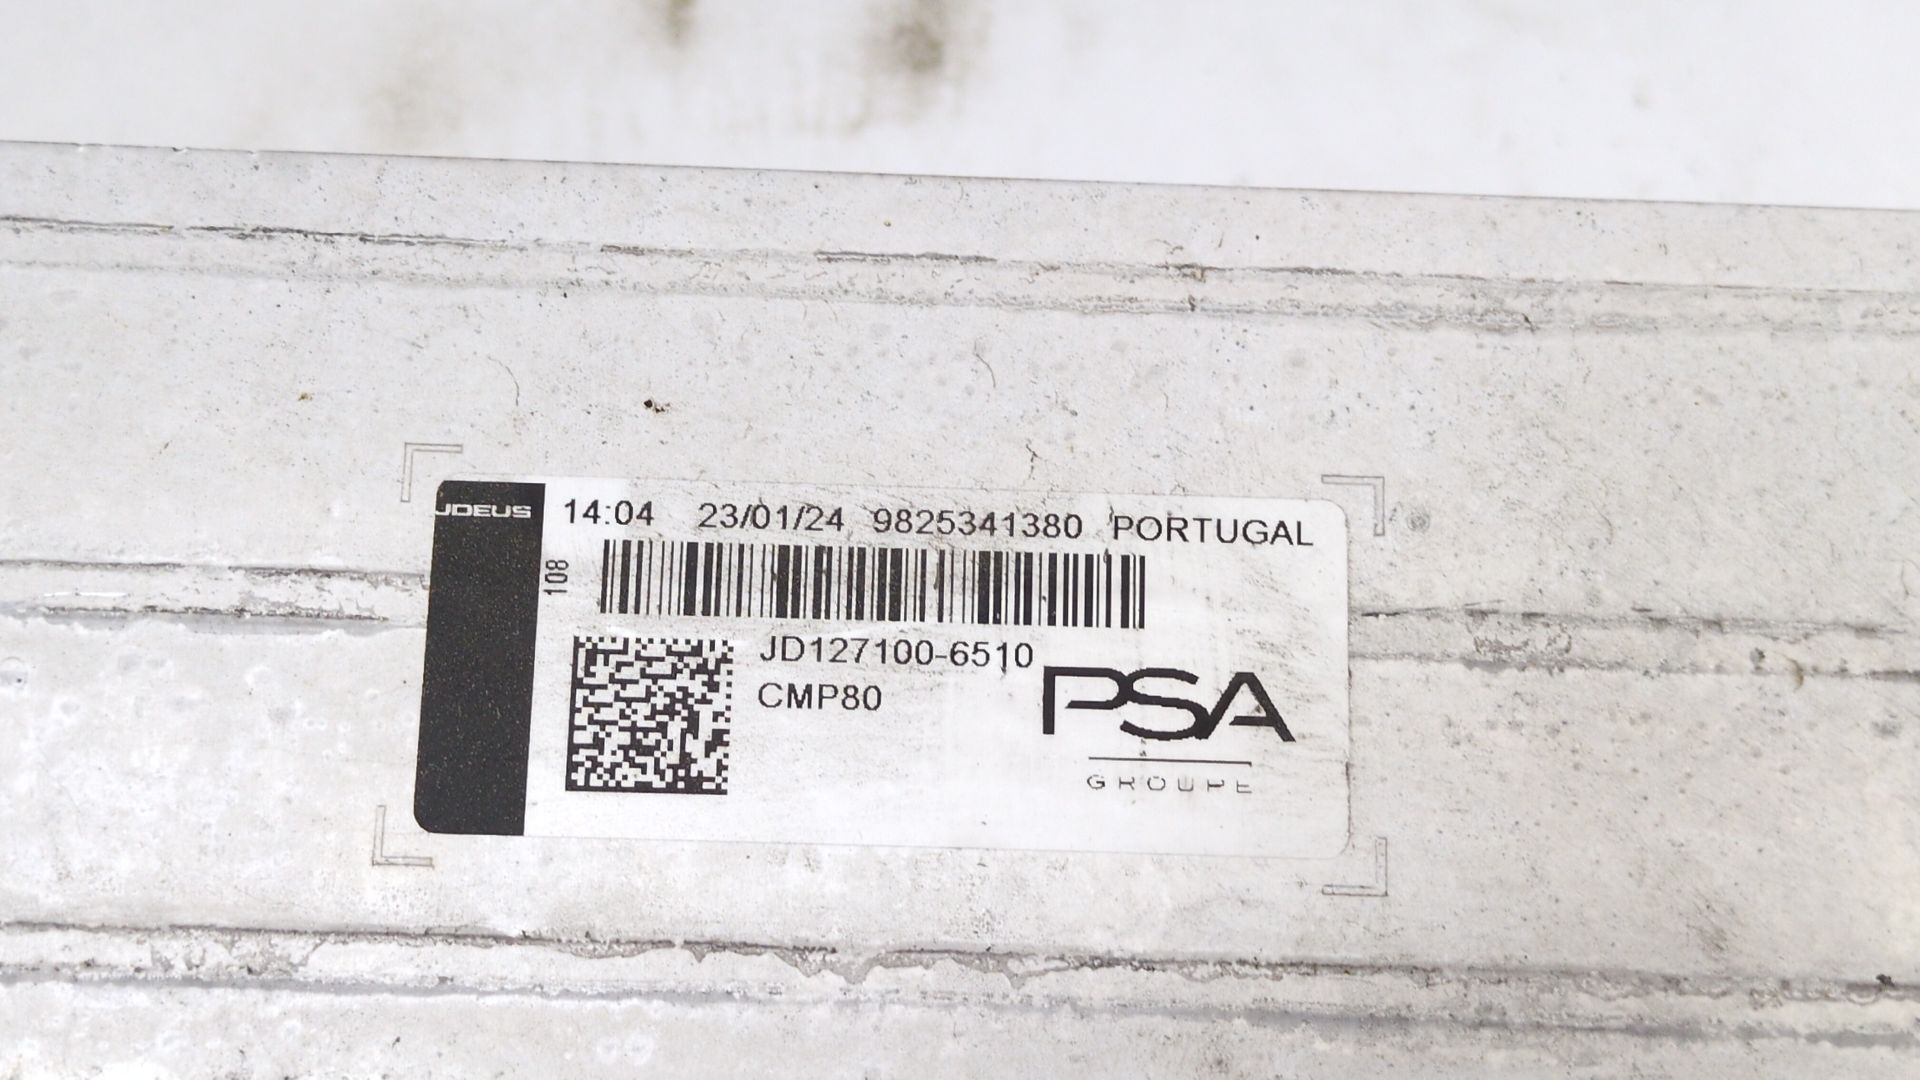 JDEUS
14:04 23/01/24 9825341380 PORTUGAL
108
JD127100-6510
CMP80
PSA
GROUPE